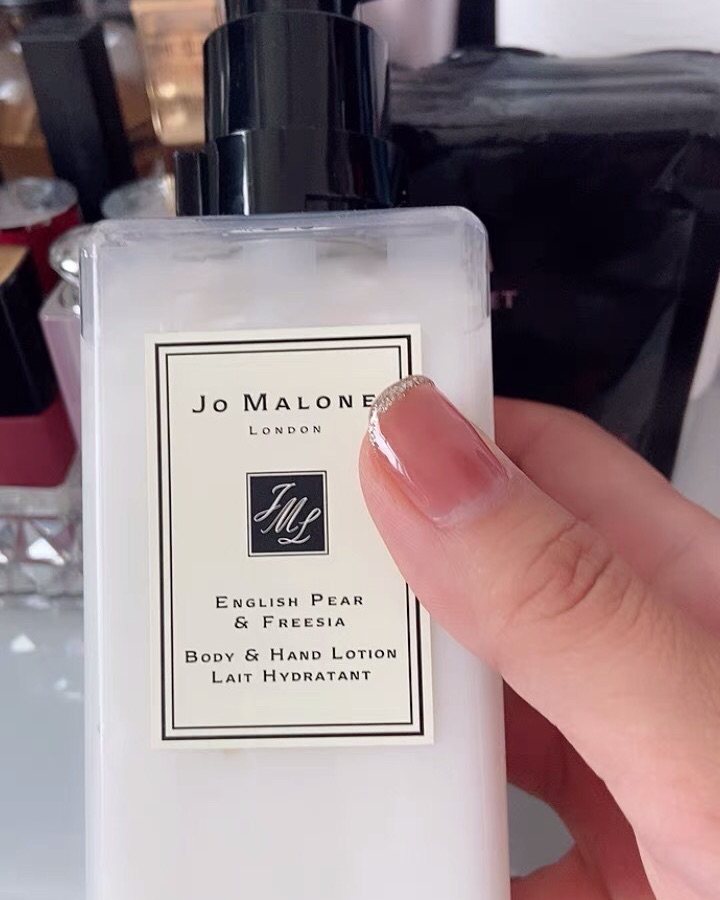 JO MALONE
LONDON
JML
ENGLISH PEAR
& FREESIA
BODY & HAND LOTION
LAIT HYDRATANT